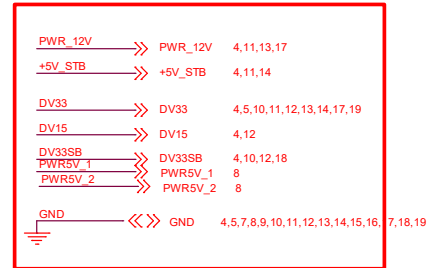 PWR_12V PWR_12V 4,11,13,17
+5V_STB +5V_STB 4,11,14
DV33 DV33 4,5,10,11,12,13,14,17,19
DV15 DV15 4,12
DV33SB DV33SB 4,10,12,18
PWR5V_1 PWR5V_1 8
PWR5V_2 PWR5V_2 8
GND GND 4,5,7,8,9,10,11,12,13,14,15,16,17,18,19